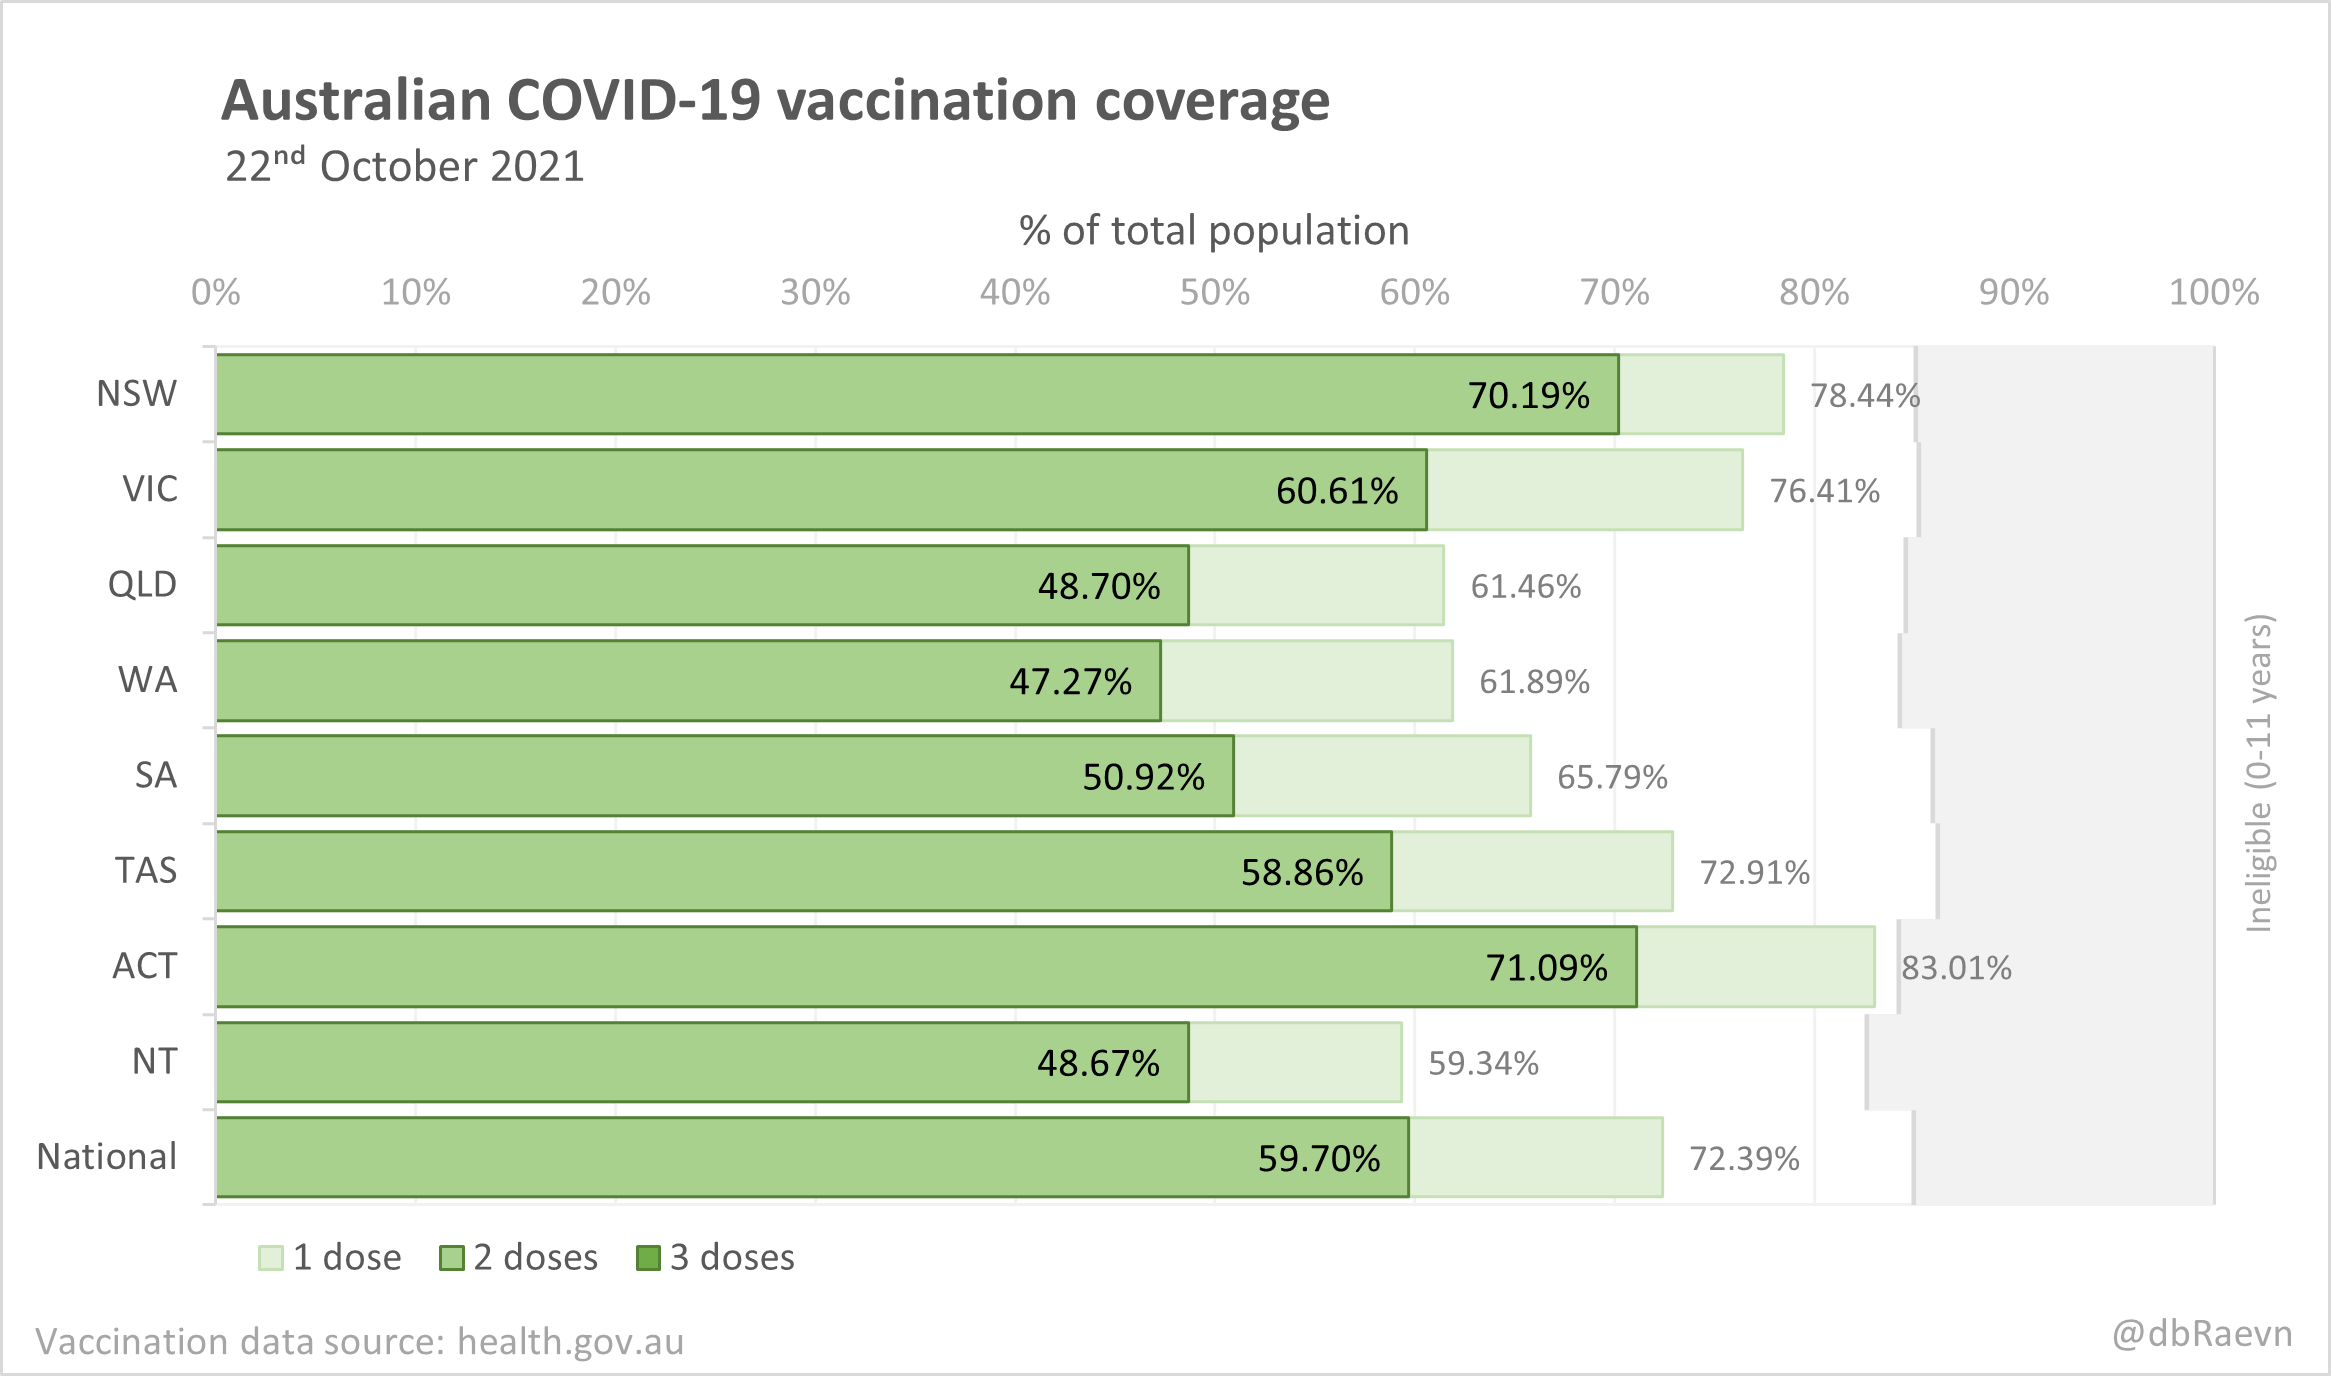 Australian COVID-19 vaccination coverage
22nd October 2021
% of total population
0% 10% 20% 30% 40% 50% 60% 70% 80% 90% 100%
NSW 70.19% 78.44%
VIC 60.61% 76.41%
QLD 48.70% 61.46%
WA 47.27% 61.89%
SA 50.92% 65.79%
TAS 58.86% 72.91%
ACT 71.09% 83.01%
NT 48.67% 59.34%
National 59.70% 72.39%
Ineligible (0-11 years)
1 dose 2 doses 3 doses
Vaccination data source: health.gov.au
@dbRaevn